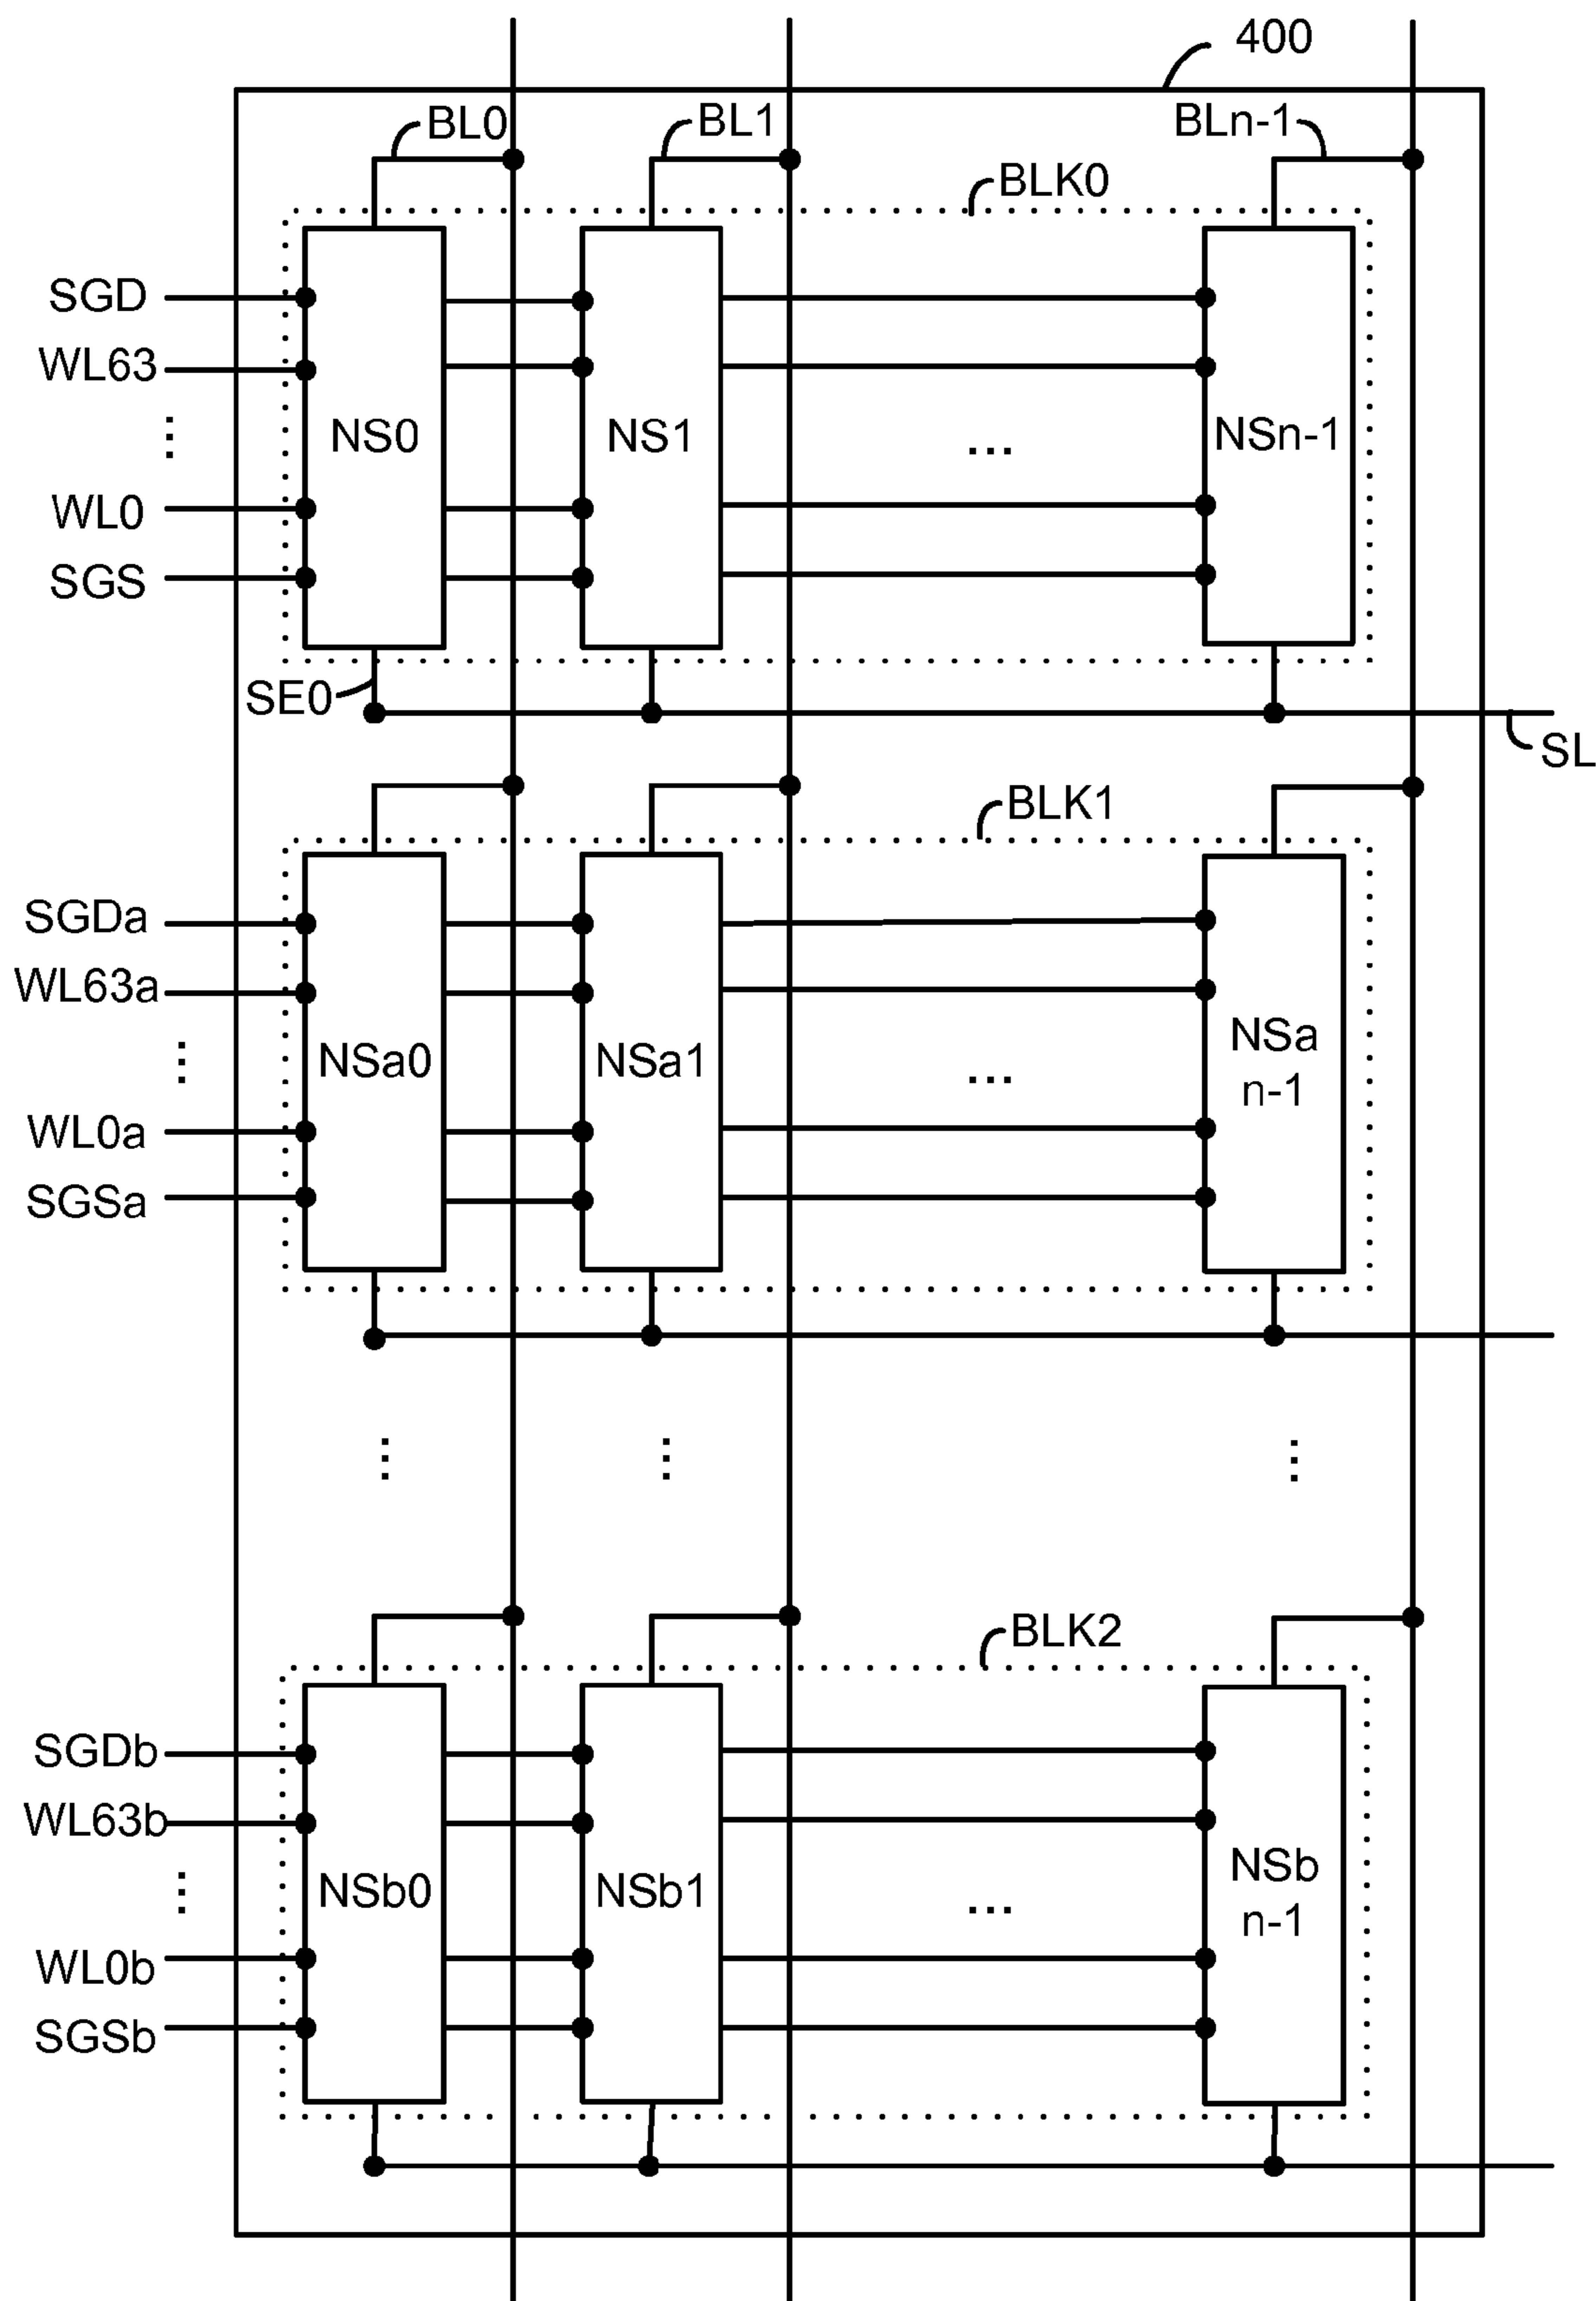 400
BL0
BL1
BLn-1
BLK0
SGD
WL63
⋮
WL0
SGS
NS0
NS1
...
NSn-1
SE0
SL
BLK1
SGDa
WL63a
⋮
WL0a
SGSa
NSa0
NSa1
...
NSa
n-1
⋮
⋮
⋮
BLK2
SGDb
WL63b
⋮
WL0b
SGSb
NSb0
NSb1
...
NSb
n-1